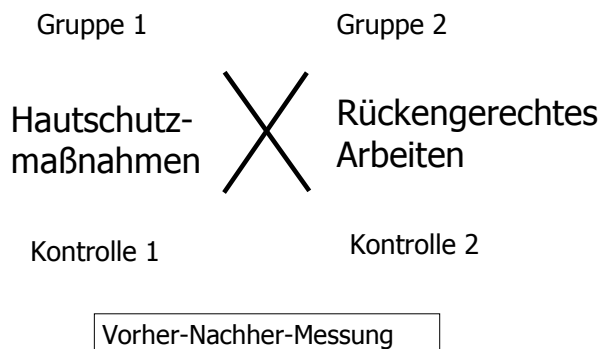 Gruppe 1
Gruppe 2
Hautschutz-
maßnahmen
Rückengerechtes
Arbeiten
Kontrolle 1
Kontrolle 2
Vorher-Nachher-Messung